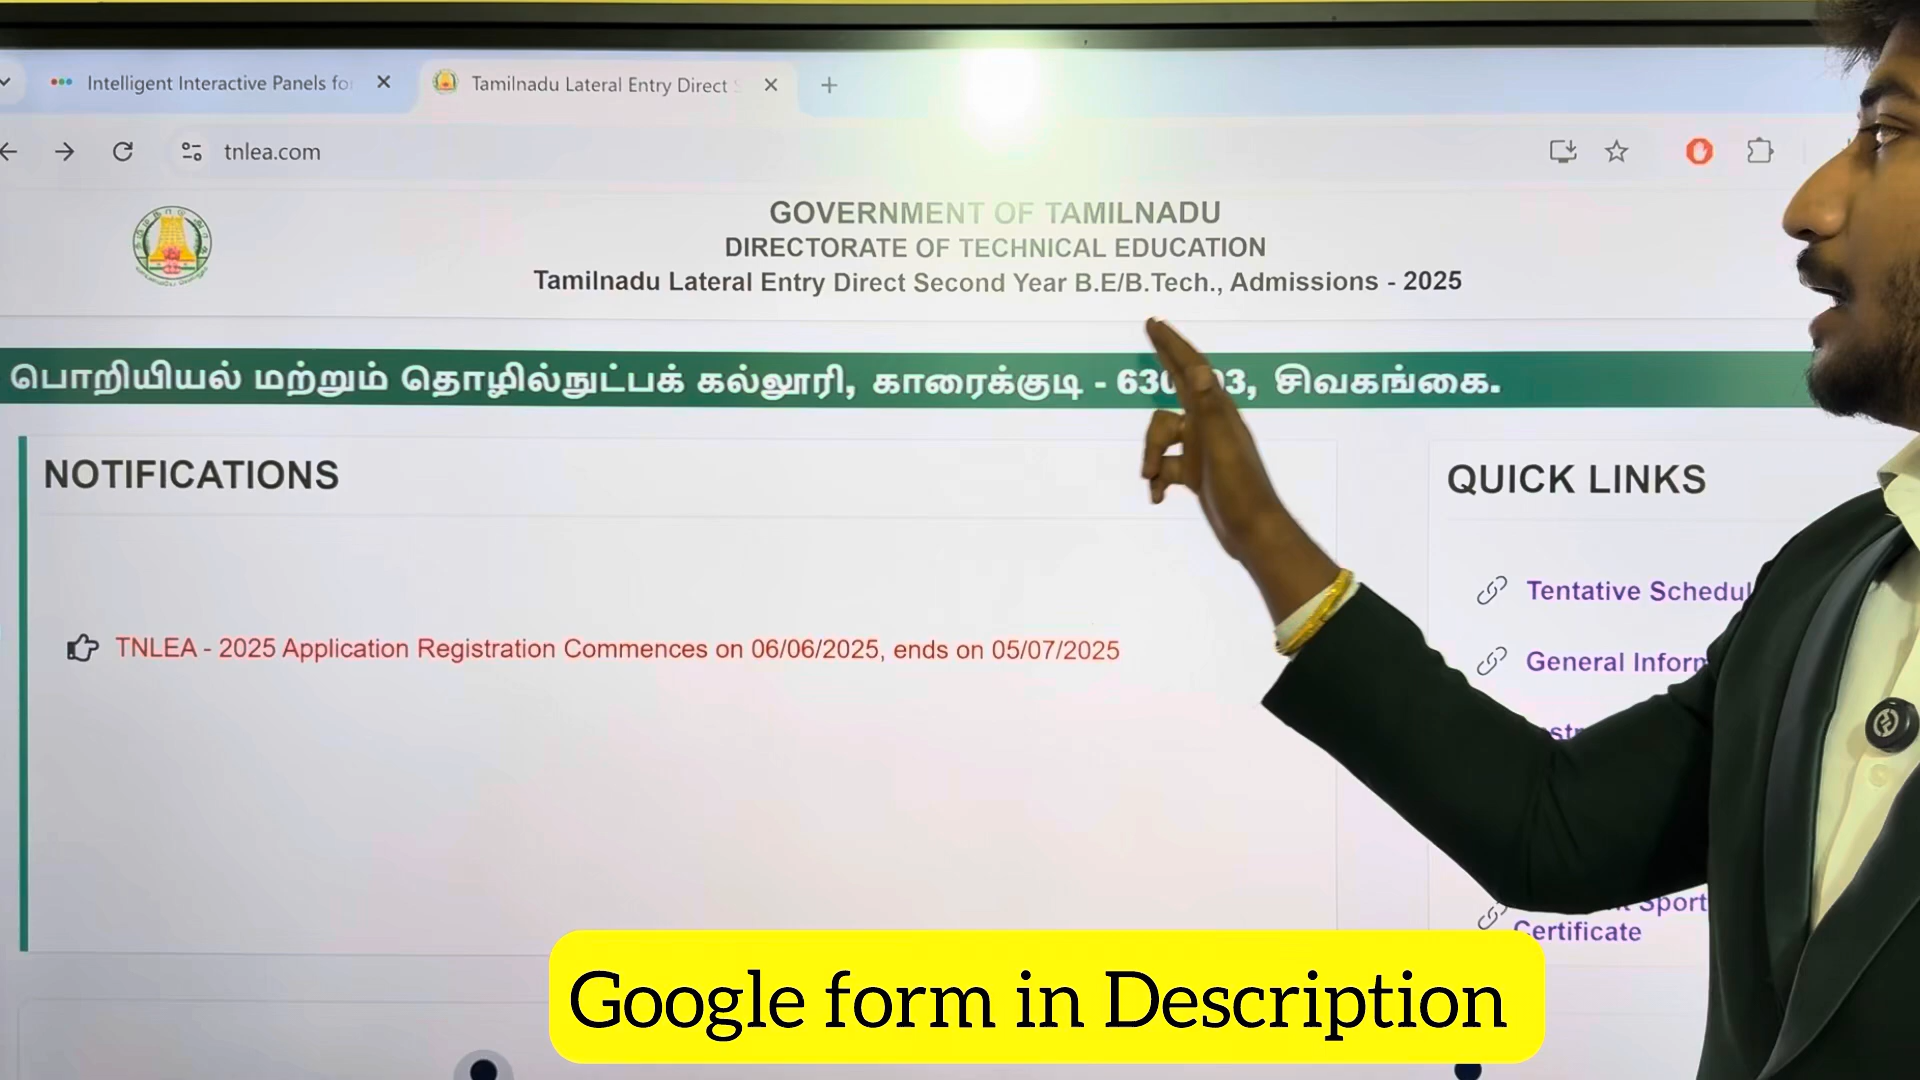 Intelligent Interactive Panels fo
Tamilnadu Lateral Entry Direct
tnlea.com
GOVERNMENT OF TAMILNADU
DIRECTORATE OF TECHNICAL EDUCATION
Tamilnadu Lateral Entry Direct Second Year B.E/B.Tech., Admissions - 2025
பொறியியல் மற்றும் தொழில்நுட்பக் கல்லூரி, காரைக்குடி - 630 3, சிவகங்கை.
NOTIFICATIONS
TNLEA - 2025 Application Registration Commences on 06/06/2025, ends on 05/07/2025
QUICK LINKS
Tentative Schedul
General Inform
Sport
Certificate
Google form in Description